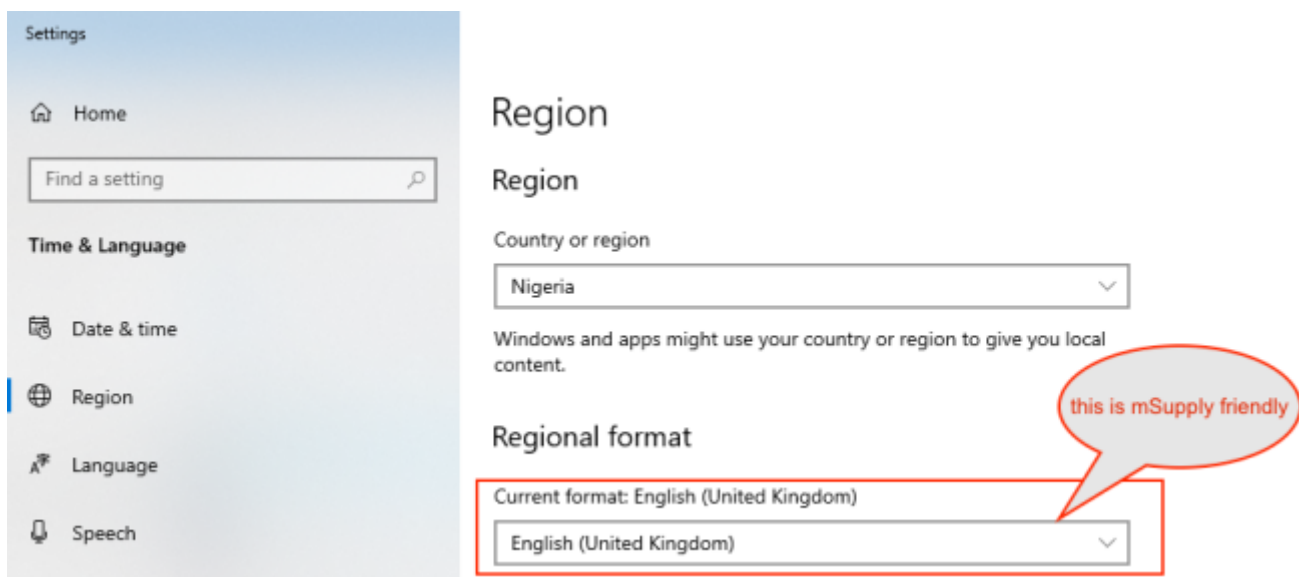 Settings
Home
Find a setting
Time & Language
Date & time
Region
Language
Speech
Region
Region
Country or region
Nigeria
Windows and apps might use your country or region to give you local
content.
Regional format
this is mSupply friendly
Current format: English (United Kingdom)
English (United Kingdom)